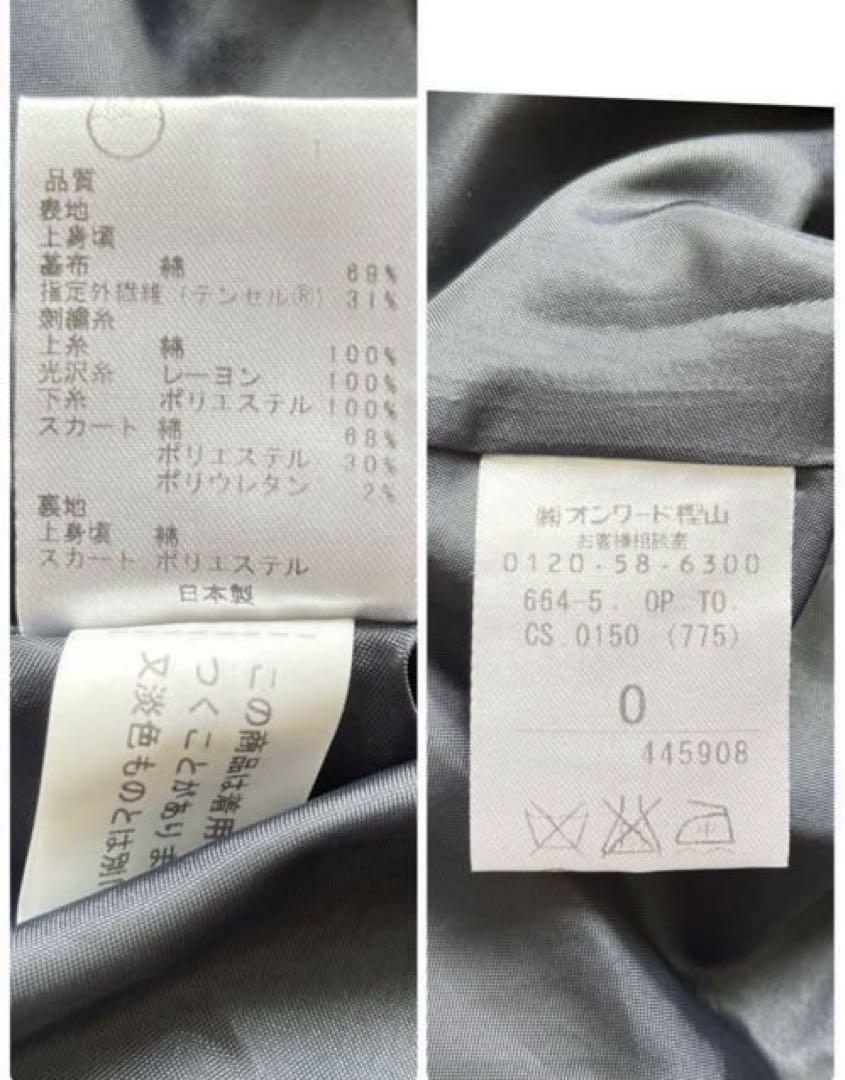 品質
表地
上身頃
基布 綿 69%
指定外繊維 (テンセル®) 31%
刺繍糸
上糸 綿 100%
光沢糸 レーヨン 100%
下糸 ポリエステル 100%
スカート 綿 68%
ポリエステル 30%
ポリウレタン 2%
裏地
上身頃 綿
スカート ポリエステル
日本製
この商品は着用
つくことがありま
又淡色ものとは別
㈱オンワード樫山
お客様相談室
0120-58-6300
664-5. OP TO.
CS.0150 (775)
0
445908
中